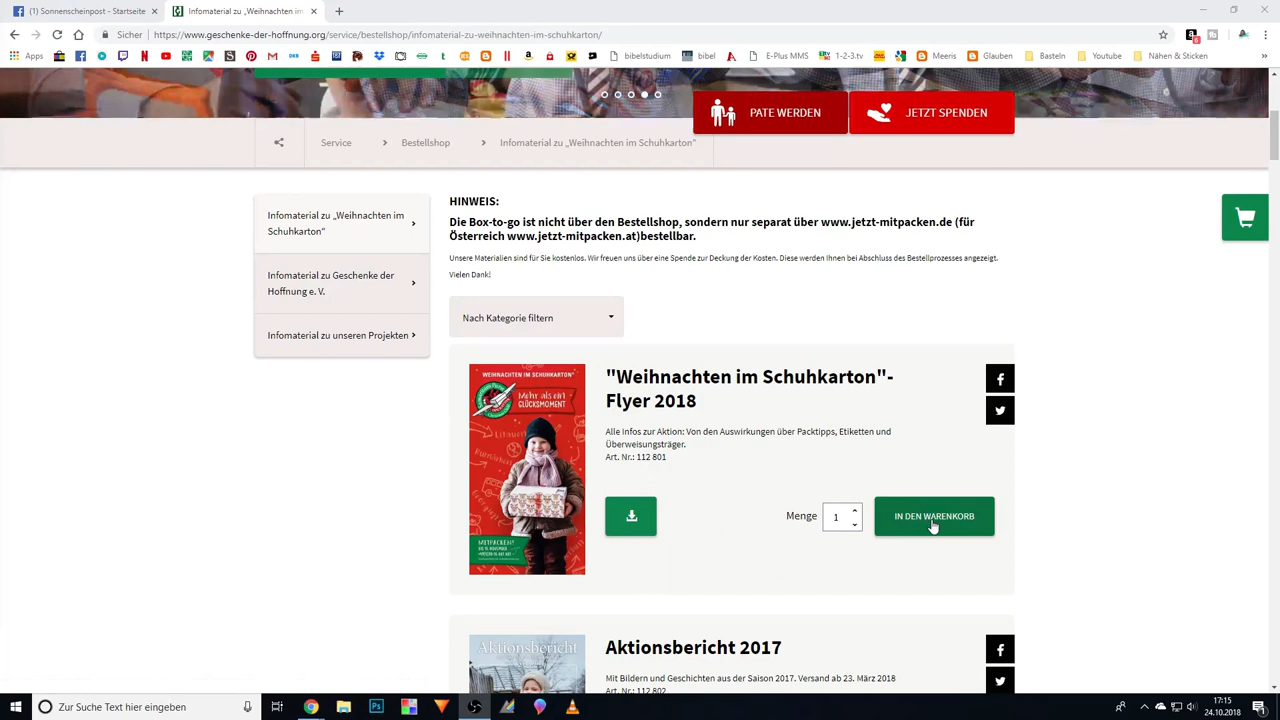 (1) Sonnenscheinpost – Startseite
Infomaterial zu „Weihnachten im
Sicher
https://www.geschenke-der-hoffnung.org/service/bestellshop/infomaterial-zu-weihnachten-im-schuhkarton/
6
Apps
bibelstudium
bibel
E-Plus MMS
1-2-3.tv
Meeris
Glauben
Basteln
Youtube
Nähen & Sticken
»
PATE WERDEN
JETZT SPENDEN
Service
Bestellshop
Infomaterial zu „Weihnachten im Schuhkarton"
Infomaterial zu „Weihnachten im
Schuhkarton"
Infomaterial zu Geschenke der
Hoffnung e. V.
Infomaterial zu unseren Projekten
HINWEIS:
Die Box-to-go ist nicht über den Bestellshop, sondern nur separat über www.jetzt-mitpacken.de (für
Österreich www.jetzt-mitpacken.at)bestellbar.
Unsere Materialien sind für Sie kostenlos. Wir freuen uns über eine Spende zur Deckung der Kosten. Diese werden Ihnen bei Abschluss des Bestellprozesses angezeigt.
Vielen Dank!
Nach Kategorie filtern
WEIHNACHTEN IM SCHUHKARTON
Mehr als ein
GLÜCKSMOMENT
MITPACKEN!
"Weihnachten im Schuhkarton"-
Flyer 2018
Alle Infos zur Aktion: Von den Auswirkungen über Packtipps, Etiketten und
Überweisungsträger.
Art. Nr.: 112 801
Menge
1
IN DEN WARENKORB
Aktionsbericht
Aktionsbericht 2017
Mit Bildern und Geschichten aus der Saison 2017. Versand ab 23. März 2018
Art. Nr.: 112 802
Zur Suche Text hier eingeben
17:15
24.10.2018